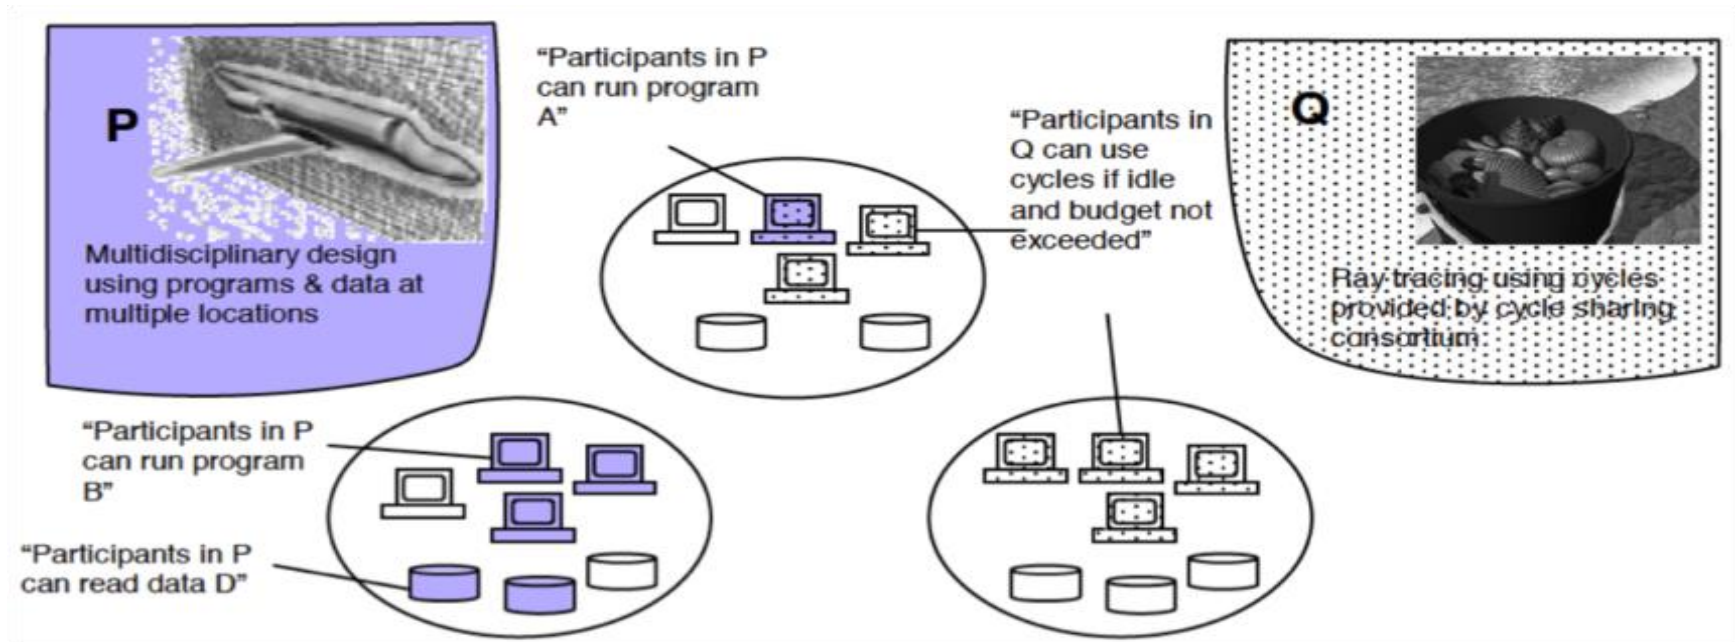 P
Multidisciplinary design
using programs & data at
multiple locations
“Participants in P
can run program
A”
“Participants in
Q can use
cycles if idle
and budget not
exceeded”
Q
Ray tracing using cycles
provided by cycle sharing
consortium
“Participants in P
can run program
B”
“Participants in P
can read data D”